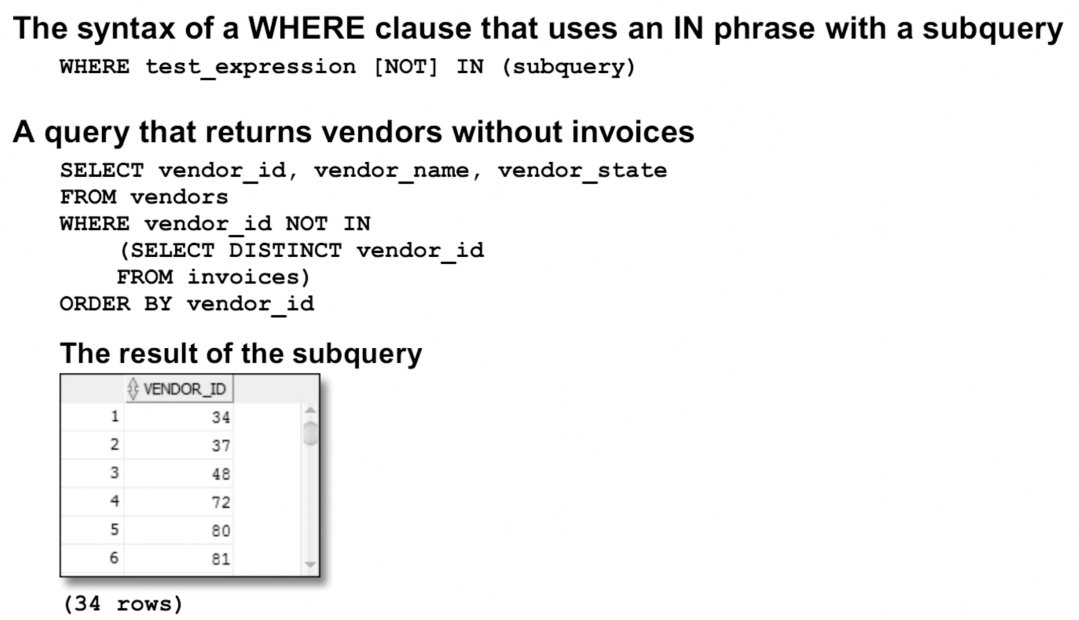 The syntax of a WHERE clause that uses an IN phrase with a subquery
WHERE test_expression [NOT] IN (subquery)
A query that returns vendors without invoices
SELECT vendor_id, vendor_name, vendor_state
FROM vendors
WHERE vendor_id NOT IN
(SELECT DISTINCT vendor_id
FROM invoices)
ORDER BY vendor_id
The result of the subquery
VENDOR_ID
1 34
2 37
3 48
4 72
5 80
6 81
(34 rows)